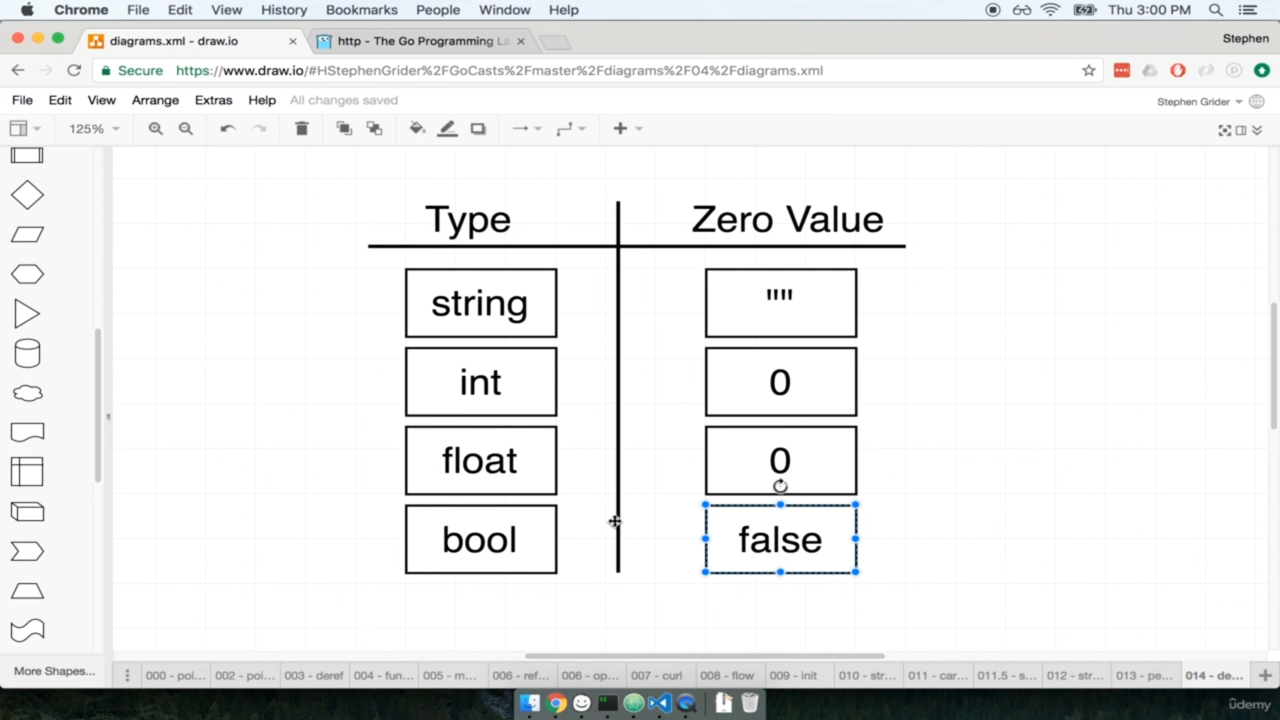 Chrome File Edit View History Bookmarks People Window Help Thu 3:00 PM
diagrams.xml - draw.io http - The Go Programming La Stephen
Secure https://www.draw.io/#HStephenGrider%2FGoCasts%2Fmaster%2Fdiagrams%2F04%2Fdiagrams.xml
File Edit View Arrange Extras Help All changes saved Stephen Grider
125%
Type Zero Value
string ""
int 0
float 0
bool false
More Shapes... 000 - poi... 002 - poi... 003 - deref 004 - fun... 005 - m... 006 - ref... 006 - op... 007 - curl 008 - flow 009 - init 010 - str... 011 - car... 011.5 - s... 012 - str... 013 - pe... 014 - de...
ûdemy